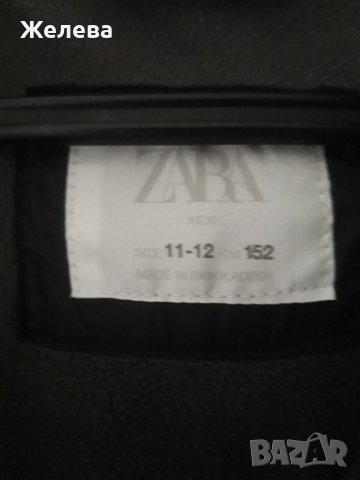 Желева
ZARA
KIDS
SIZE 11-12 CM 152
MADE IN BANGLADESH
BAZAR